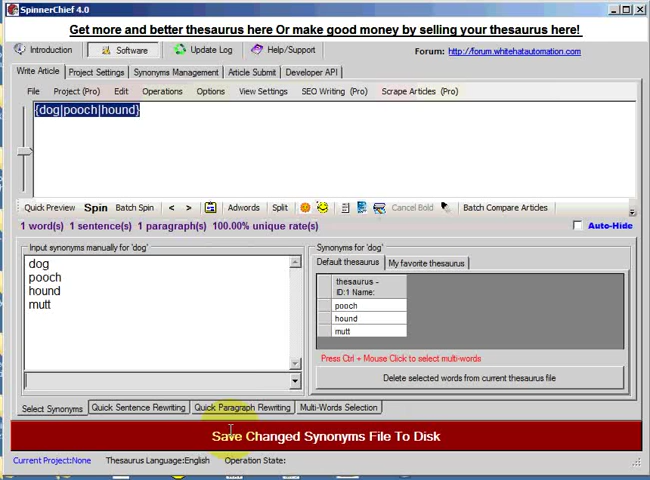 SpinnerChief 4.0
Get more and better thesaurus here Or make good money by selling your thesaurus here!
Introduction Software Update Log Help/Support Forum: http://forum.whitehatautomation.com
Write Article Project Settings Synonyms Management Article Submit Developer API
File Project (Pro) Edit Operations Options View Settings SEO Writing (Pro) Scrape Articles (Pro)
{dog|pooch|hound}
Quick Preview Spin Batch Spin < > Adwords Split Cancel Bold Batch Compare Articles
1 word(s) 1 sentence(s) 1 paragraph(s) 100.00% unique rate(s) Auto-Hide
Input synonyms manually for 'dog'
dog
pooch
hound
mutt
Synonyms for 'dog'
Default thesaurus My favorite thesaurus
thesaurus -
ID:1 Name:
pooch
hound
mutt
Press Ctrl + Mouse Click to select multi-words
Delete selected words from current thesaurus file
Select Synonyms Quick Sentence Rewriting Quick Paragraph Rewriting Multi-Words Selection
Save Changed Synonyms File To Disk
Current Project:None Thesaurus Language:English Operation State: